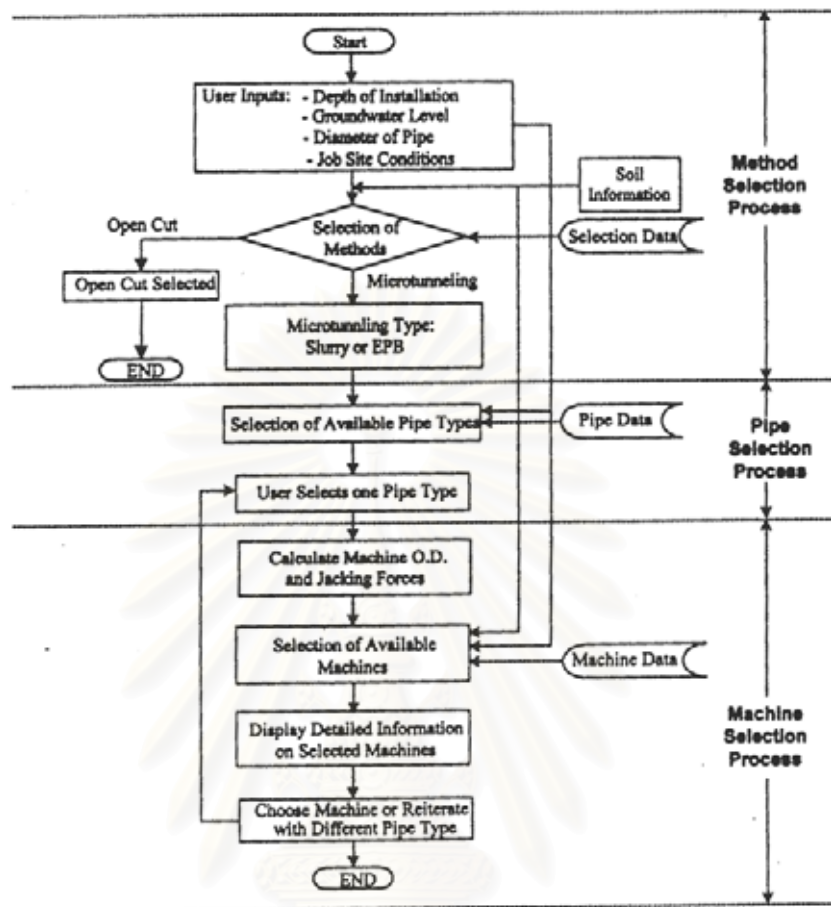 Start
User Inputs: - Depth of Installation
- Groundwater Level
- Diameter of Pipe
- Job Site Conditions
Soil
Information
Method
Selection
Process
Open Cut
Selection of
Methods
Selection Data
Open Cut Selected
Microtunneling
Microtunnling Type:
Slurry or EPB
END
Selection of Available Pipe Types
Pipe Data
Pipe
Selection
Process
User Selects one Pipe Type
Calculate Machine O.D.
and Jacking Forces
Selection of Available
Machines
Machine Data
Display Detailed Information
on Selected Machines
Machine
Selection
Process
Choose Machine or Reiterate
with Different Pipe Type
END